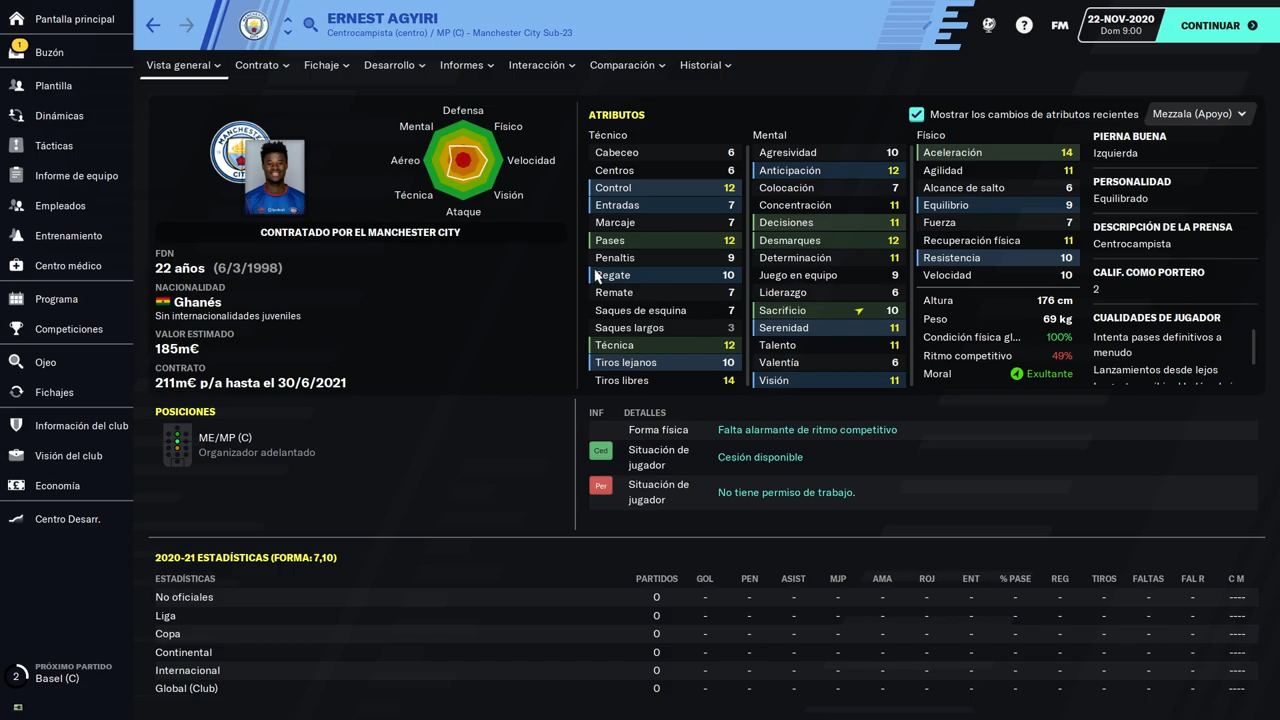 Pantalla principal
1
Buzón
Plantilla
Dinámicas
Tácticas
Informe de equipo
Empleados
Entrenamiento
Centro médico
Programa
Competiciones
Ojeo
Fichajes
Información del club
Visión del club
Economía
Centro Desarr.
2
PRÓXIMO PARTIDO
Basel (C)
ERNEST AGYIRI
Centrocampista (centro) / MP (C) - Manchester City Sub-23
?
FM
22-NOV-2020
Dom 9:00
CONTINUAR
Vista general
Contrato
Fichaje
Desarrollo
Informes
Interacción
Comparación
Historial
MANCHESTER
CITY
Defensa
Mental
Físico
Aéreo
Velocidad
Técnica
Visión
Ataque
CONTRATADO POR EL MANCHESTER CITY
FDN
22 años (6/3/1998)
NACIONALIDAD
Ghanés
Sin internacionalidades juveniles
VALOR ESTIMADO
185m€
CONTRATO
211m€ p/a hasta el 30/6/2021
ATRIBUTOS
Mostrar los cambios de atributos recientes
Mezzala (Apoyo)
Técnico
Cabeceo 6
Centros 6
Control 12
Entradas 7
Marcaje 7
Pases 12
Penaltis 9
egate 10
Remate 7
Saques de esquina 7
Saques largos 3
Técnica 12
Tiros lejanos 10
Tiros libres 14
Mental
Agresividad 10
Anticipación 12
Colocación 7
Concentración 11
Decisiones 11
Desmarques 12
Determinación 11
Juego en equipo 9
Liderazgo 6
Sacrificio 10
Serenidad 11
Talento 11
Valentía 6
Visión 11
Físico
Aceleración 14
Agilidad 11
Alcance de salto 6
Equilibrio 9
Fuerza 7
Recuperación física 11
Resistencia 10
Velocidad 10
Altura 176 cm
Peso 69 kg
Condición física gl... 100%
Ritmo competitivo 49%
Moral Exultante
PIERNA BUENA
Izquierda
PERSONALIDAD
Equilibrado
DESCRIPCIÓN DE LA PRENSA
Centrocampista
CALIF. COMO PORTERO
2
CUALIDADES DE JUGADOR
Intenta pases definitivos a
menudo
Lanzamientos desde lejos
POSICIONES
ME/MP (C)
Organizador adelantado
INF DETALLES
Forma física Falta alarmante de ritmo competitivo
Ced Situación de jugador Cesión disponible
Per Situación de jugador No tiene permiso de trabajo.
2020-21 ESTADÍSTICAS (FORMA: 7,10)
ESTADÍSTICAS PARTIDOS GOL PEN ASIST MJP AMA ROJ ENT % PASE REG TIROS FALTAS FAL R C M
No oficiales 0 - - - - - - - - - - - - ----
Liga 0 - - - - - - - - - - - - ----
Copa 0 - - - - - - - - - - - - ----
Continental 0 - - - - - - - - - - - - ----
Internacional 0 - - - - - - - - - - - - ----
Global (Club) 0 - - - - - - - - - - - - ----